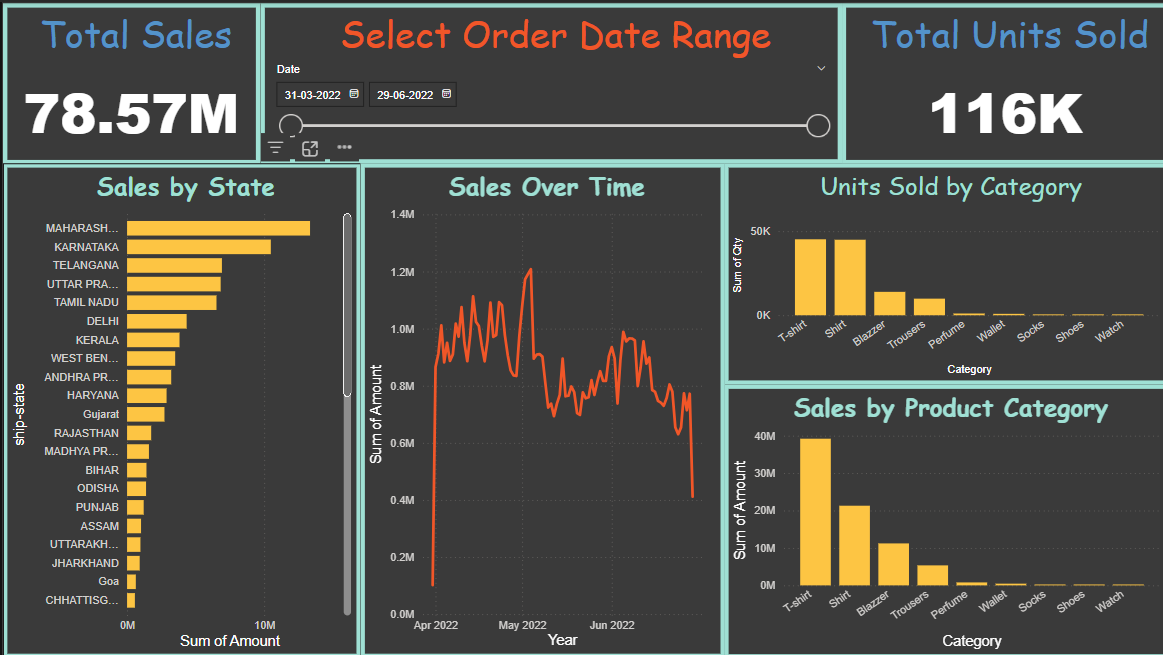 Total Sales
78.57M
Select Order Date Range
Date
31-03-2022
29-06-2022
Total Units Sold
116K
Sales by State
ship-state
MAHARASH...
KARNATAKA
TELANGANA
UTTAR PRA...
TAMIL NADU
DELHI
KERALA
WEST BEN...
ANDHRA PR...
HARYANA
Gujarat
RAJASTHAN
MADHYA PR...
BIHAR
ODISHA
PUNJAB
ASSAM
UTTARAKH...
JHARKHAND
Goa
CHHATTISG...
0M 10M
Sum of Amount
Sales Over Time
Sum of Amount
1.4M
1.2M
1.0M
0.8M
0.6M
0.4M
0.2M
0.0M
Apr 2022 May 2022 Jun 2022
Year
Units Sold by Category
Sum of Qty
50K
0K
T-shirt Shirt Blazzer Trousers Perfume Wallet Socks Shoes Watch
Category
Sales by Product Category
Sum of Amount
40M
30M
20M
10M
0M
T-shirt Shirt Blazzer Trousers Perfume Wallet Socks Shoes Watch
Category